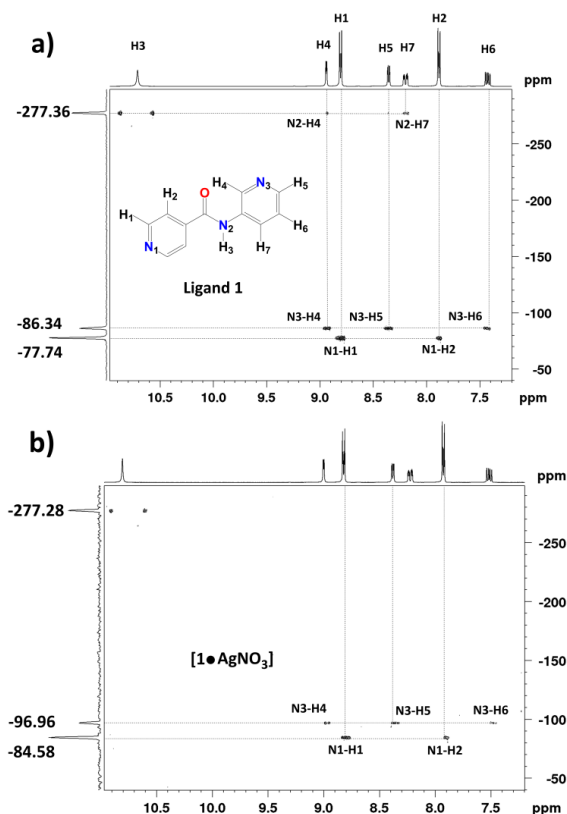 a)
H3
H4
H1
H5
H7
H2
H6
ppm
-277.36
N2-H4
N2-H7
-250
-200
-150
-100
-50
H1
H2
O
H4
N3
H5
N1
N2
H3
H6
H7
Ligand 1
N3-H4
N3-H5
N3-H6
-86.34
-77.74
N1-H1
N1-H2
10.5
10.0
9.5
9.0
8.5
8.0
7.5
ppm
b)
ppm
-277.28
-250
-200
-150
-100
-50
[1●AgNO3]
N3-H4
N3-H5
N3-H6
-96.96
-84.58
N1-H1
N1-H2
10.5
10.0
9.5
9.0
8.5
8.0
7.5
ppm